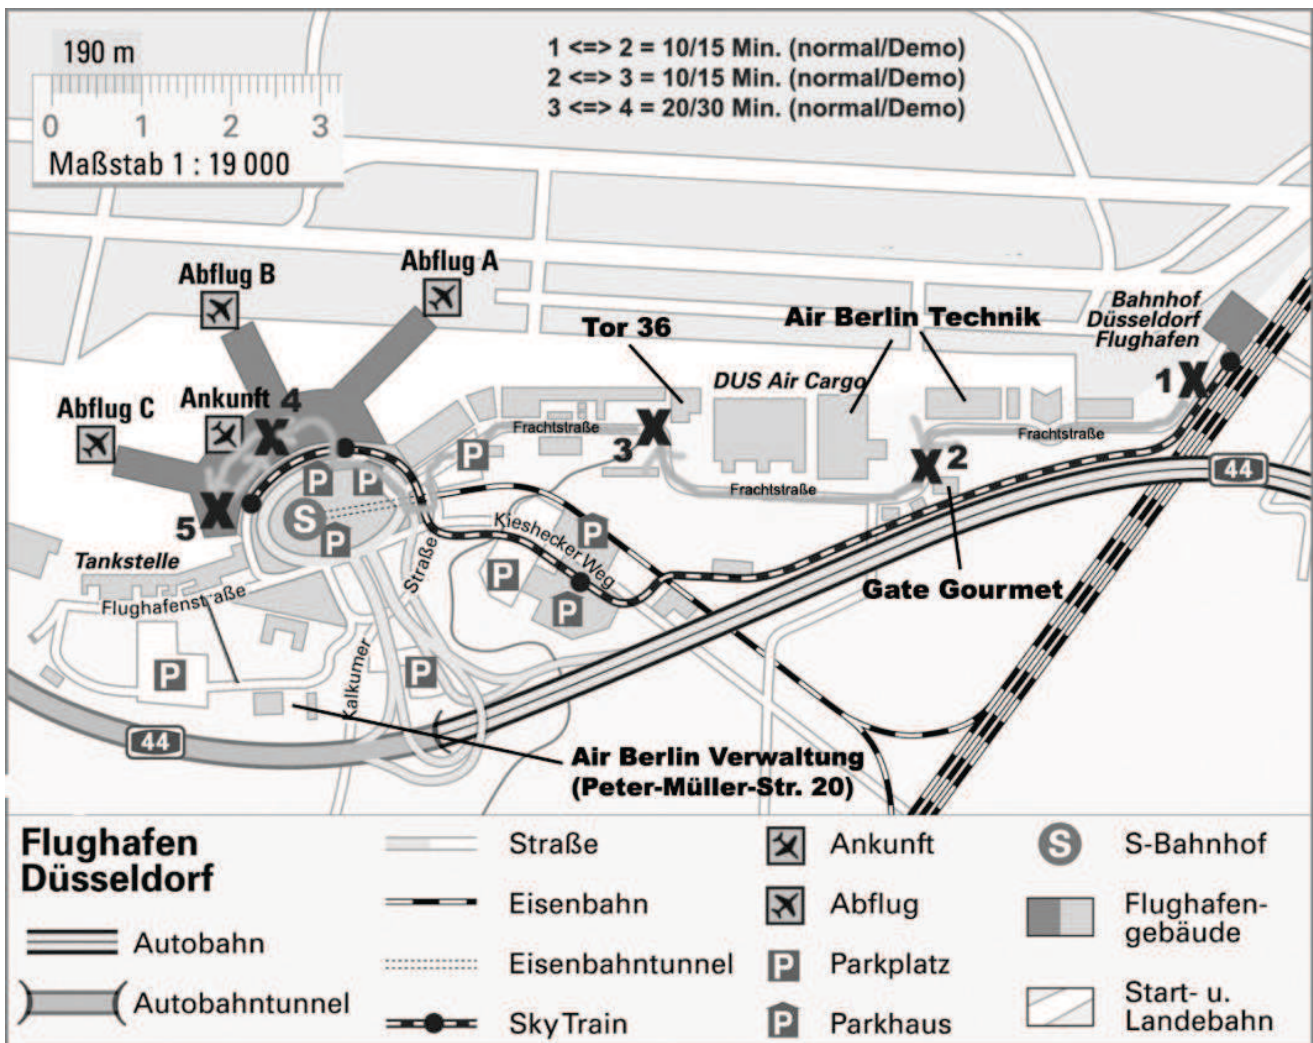 190 m
0 1 2 3
Maßstab 1 : 19 000
1 <=> 2 = 10/15 Min. (normal/Demo)
2 <=> 3 = 10/15 Min. (normal/Demo)
3 <=> 4 = 20/30 Min. (normal/Demo)
Abflug B
Abflug A
Abflug C
Ankunft
4
5
Tor 36
Air Berlin Technik
DUS Air Cargo
Bahnhof
Düsseldorf
Flughafen
1
X
X
X
X
X
2
3
Frachtstraße
Frachtstraße
Frachtstraße
44
P
P
P
P
S
P
P
P
P
P
P
Kieshecker Weg
Straße
Kalkumer
Tankstelle
Flughafenstraße
Gate Gourmet
44
Air Berlin Verwaltung
(Peter-Müller-Str. 20)
Flughafen
Düsseldorf
Autobahn
Autobahntunnel
Straße
Eisenbahn
Eisenbahntunnel
SkyTrain
Ankunft
Abflug
P Parkplatz
P Parkhaus
S S-Bahnhof
Flughafen-
gebäude
Start- u.
Landebahn